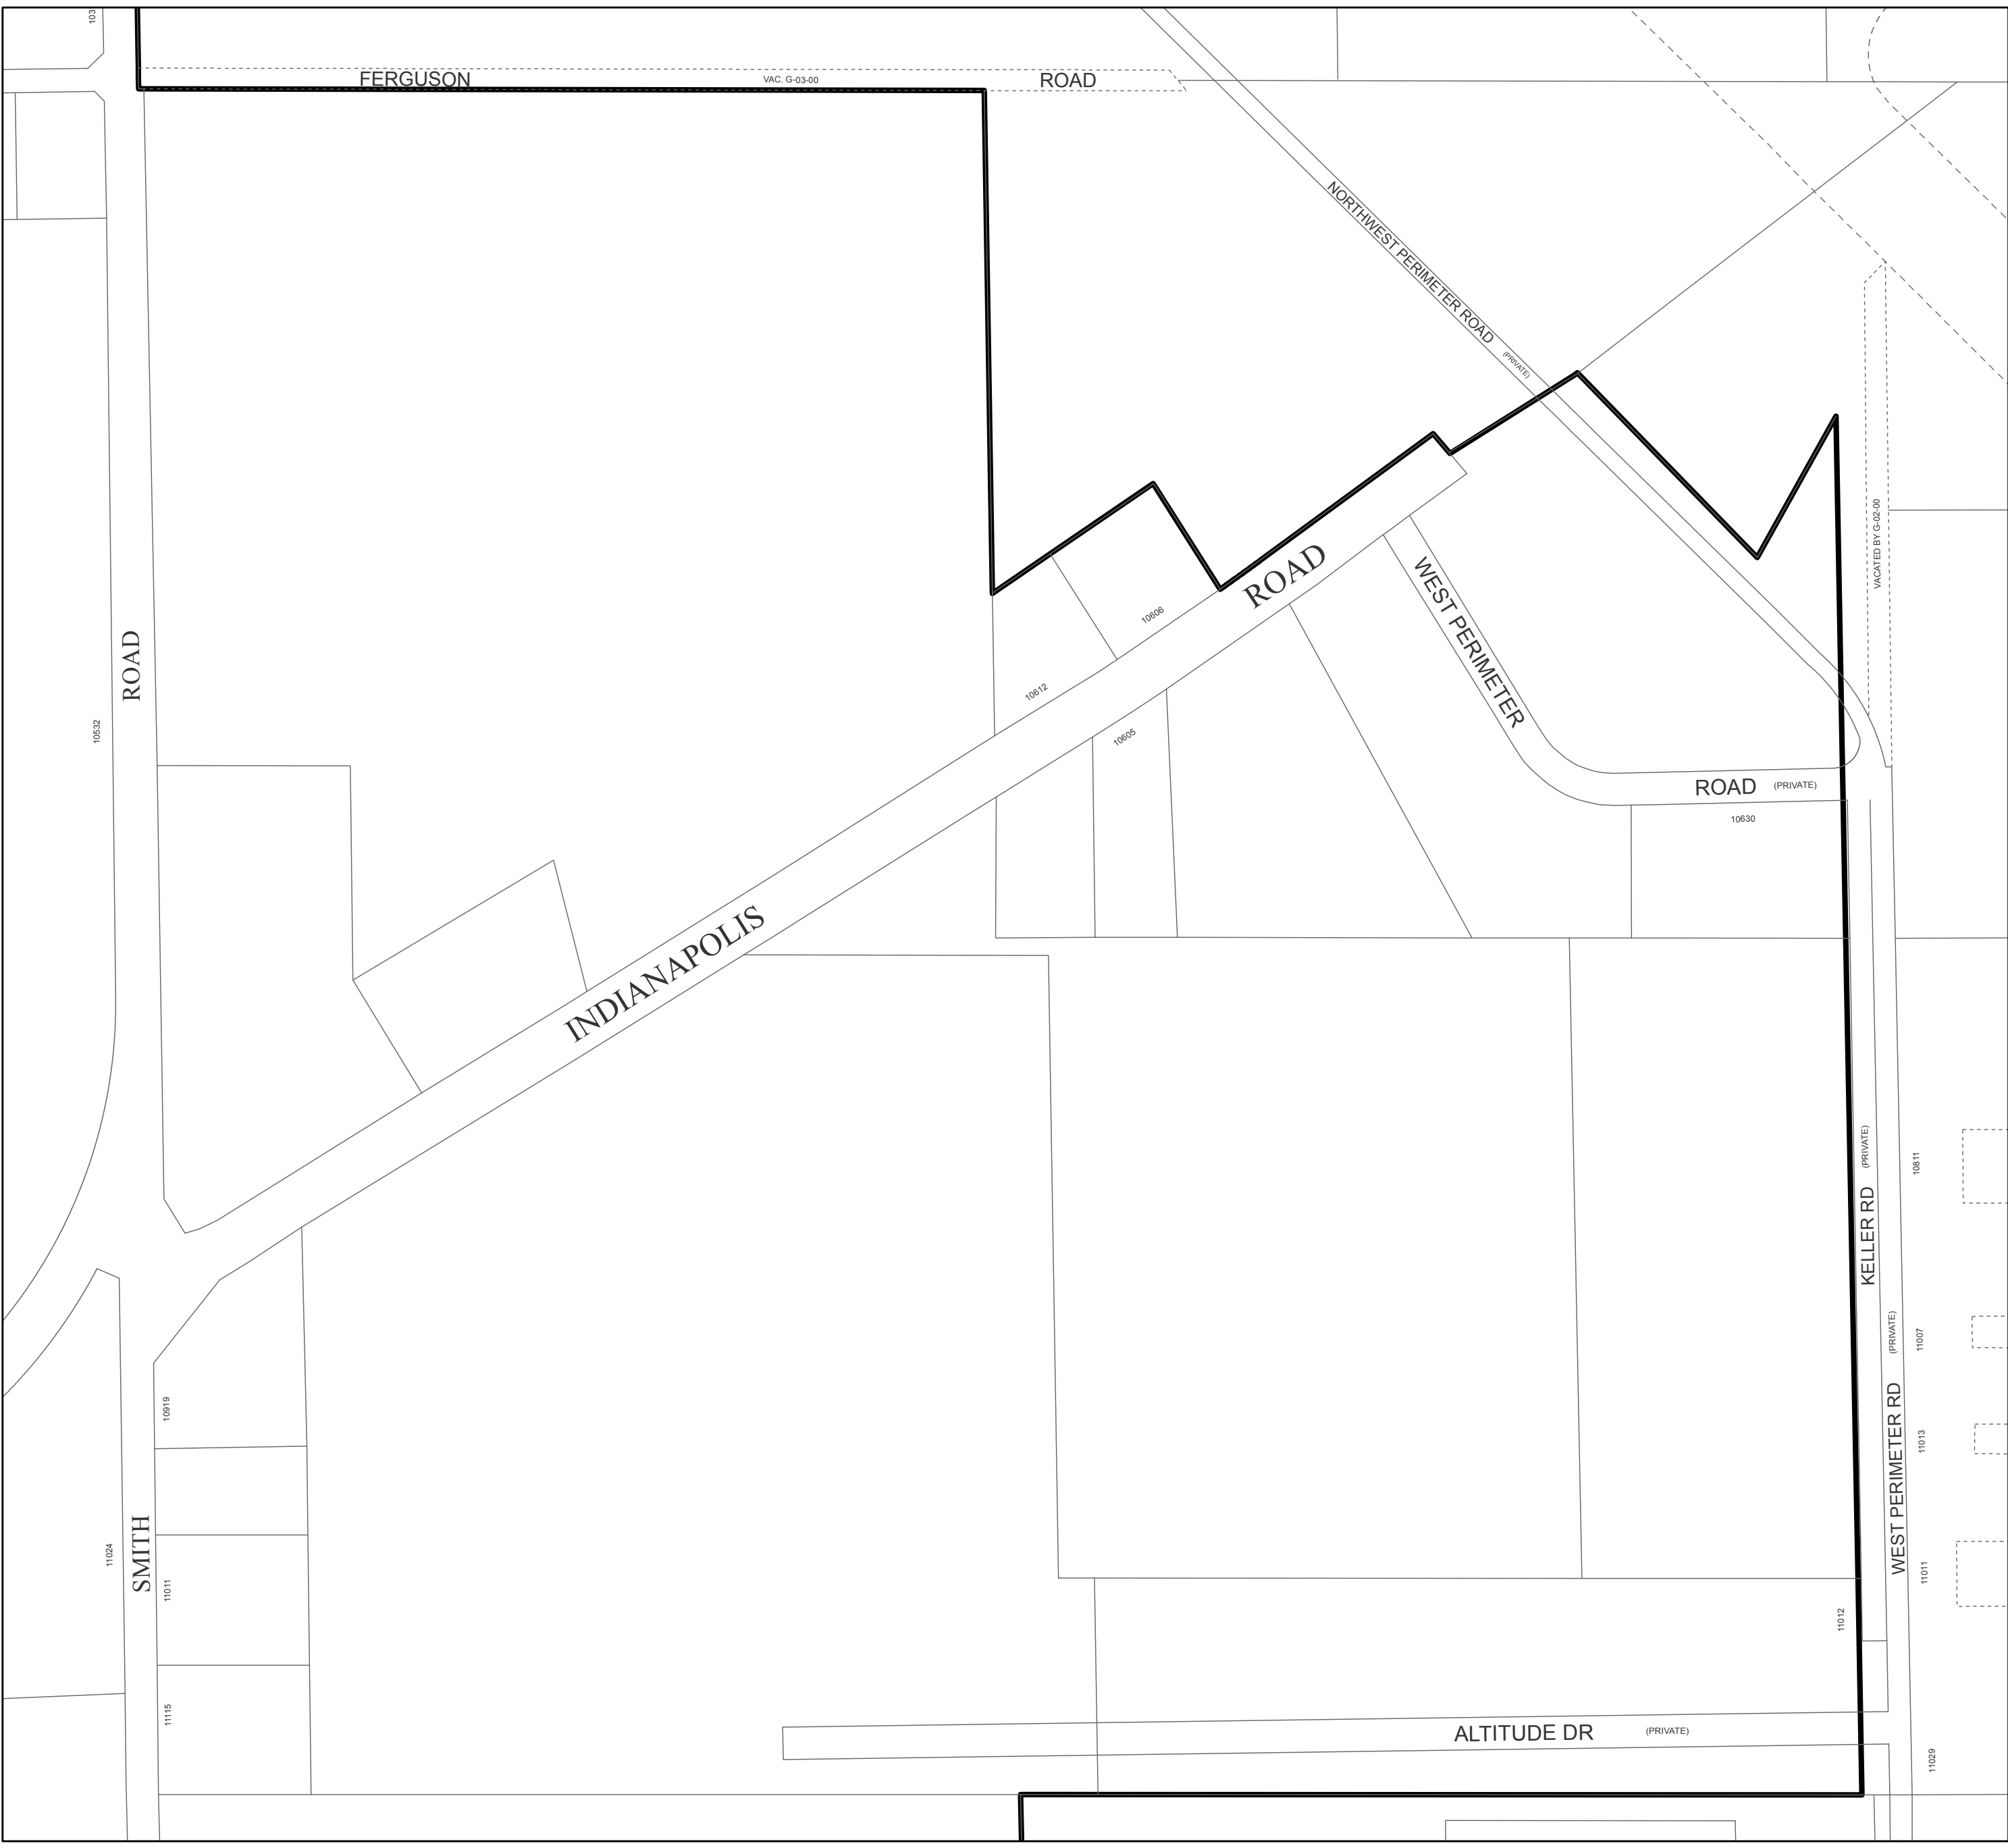 103
FERGUSON
VAC. G-03-00
ROAD
NORTHWEST PERIMETER ROAD
(PRIVATE)
VACATED BY G-02-00
ROAD
WEST PERIMETER
10606
ROAD
10612
10532
10605
ROAD
(PRIVATE)
10630
INDIANAPOLIS
(PRIVATE)
10811
KELLER RD
(PRIVATE)
11007
10919
WEST PERIMETER RD
11013
11024
SMITH
11011
11011
11012
11115
ALTITUDE DR
(PRIVATE)
11029